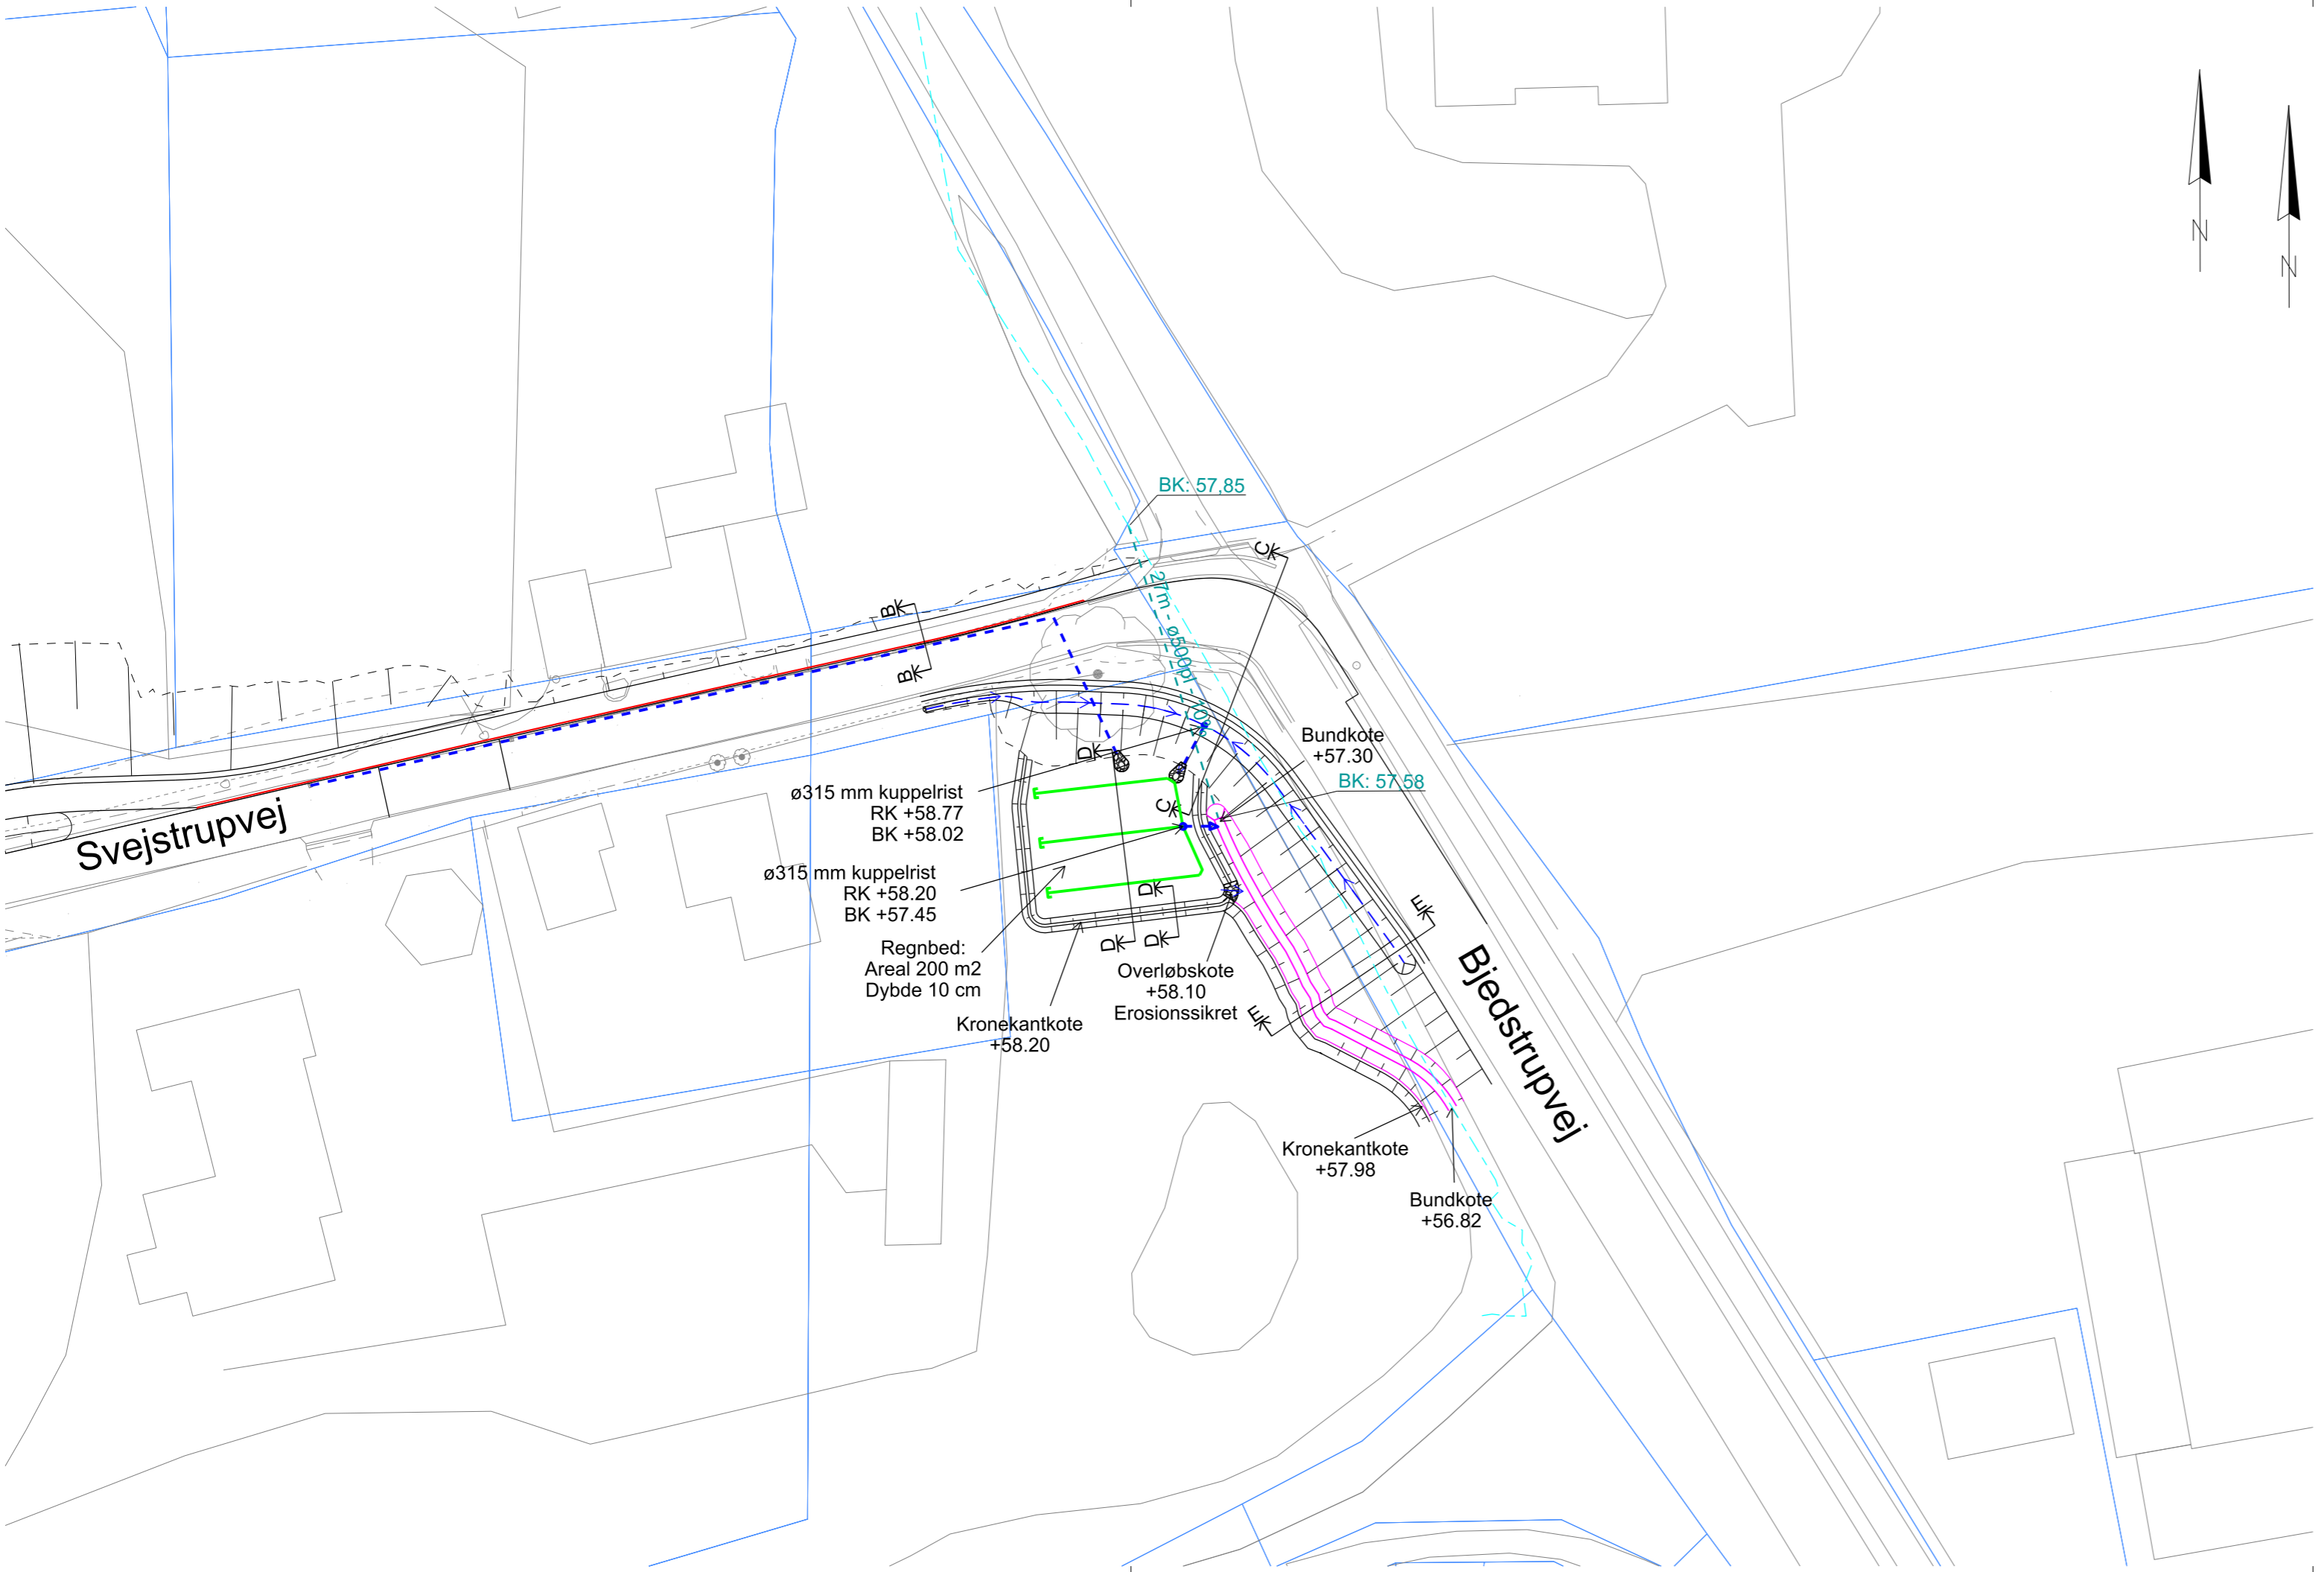 N
N
BK: 57,85
27m - ø500pl - 10‰
C
B
B
Bundkote
+57.30
BK: 57.58
D
ø315 mm kuppelrist
RK +58.77
BK +58.02
C
Svejstrupvej
ø315 mm kuppelrist
RK +58.20
BK +57.45
D
E
Regnbed:
Areal 200 m2
Dybde 10 cm
D
D
Overløbskote
+58.10
Erosionssikret
Kronekantkote
+58.20
E
Bjedstrupvej
Kronekantkote
+57.98
Bundkote
+56.82